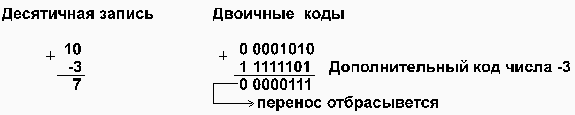 Десятичная запись Двоичные коды
+ 10 + 0 0001010
-3 1 1111101 Дополнительный код числа -3
7 0 0000111
перенос отбрасывется